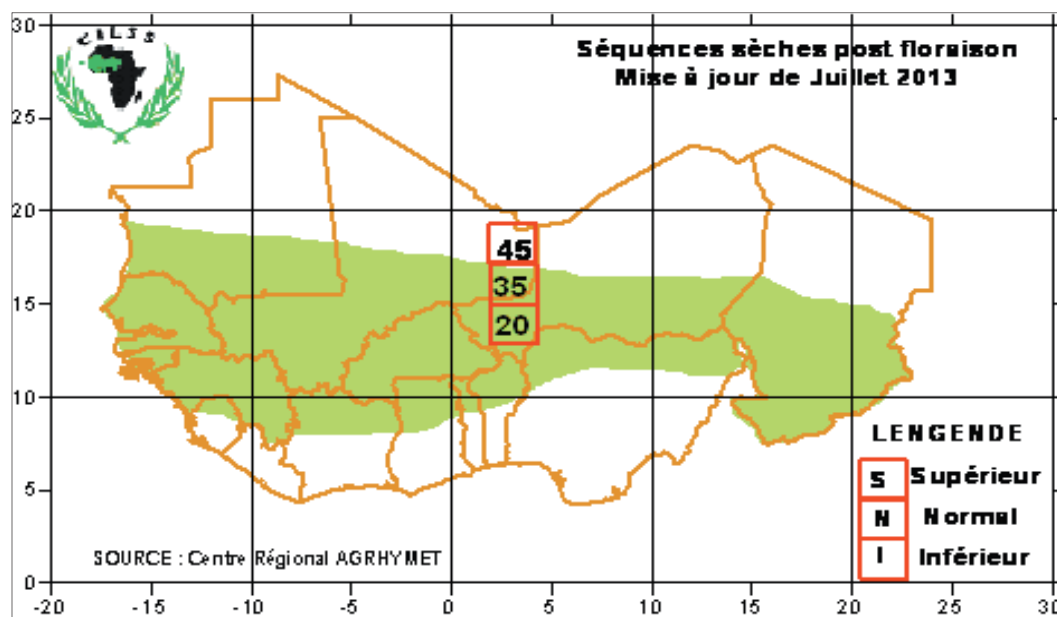 CILSS
Séquences sèches post floraison
Mise à jour de Juillet 2013
30
25
20
15
10
5
0
45
35
20
LENGENDE
S Supérieur
N Normal
I Inférieur
SOURCE : Centre Régional AGRHYMET
-20 -15 -10 -5 0 5 10 15 20 25 30